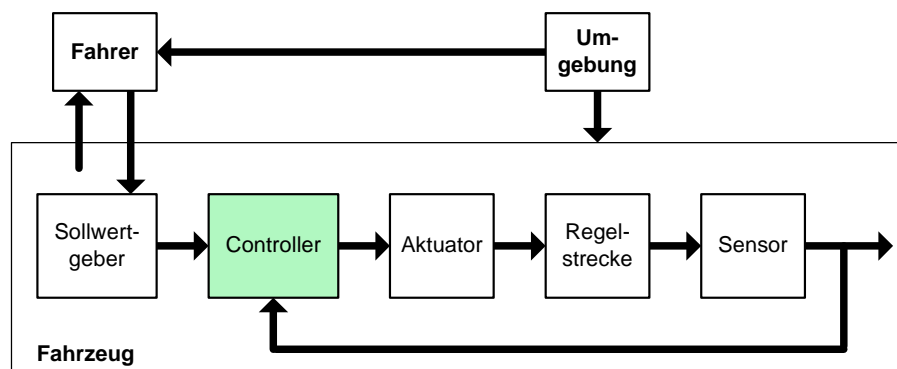 Fahrer
Um-
gebung
Sollwert-
geber
Controller
Aktuator
Regel-
strecke
Sensor
Fahrzeug